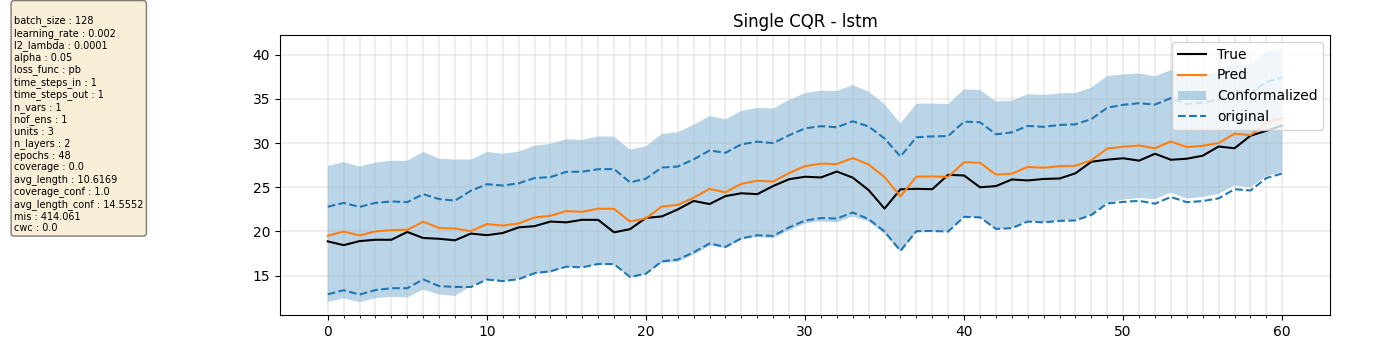 Single CQR - lstm
batch_size : 128
learning_rate : 0.002
l2_lambda : 0.0001
alpha : 0.05
loss_func : pb
time_steps_in : 1
time_steps_out : 1
n_vars : 1
nof_ens : 1
units : 3
n_layers : 2
epochs : 48
coverage : 0.0
avg_length : 10.6169
coverage_conf : 1.0
avg_length_conf : 14.5552
mis : 414.061
cwc : 0.0
40
35
30
25
20
15
True
Pred
Conformalized
original
0 10 20 30 40 50 60